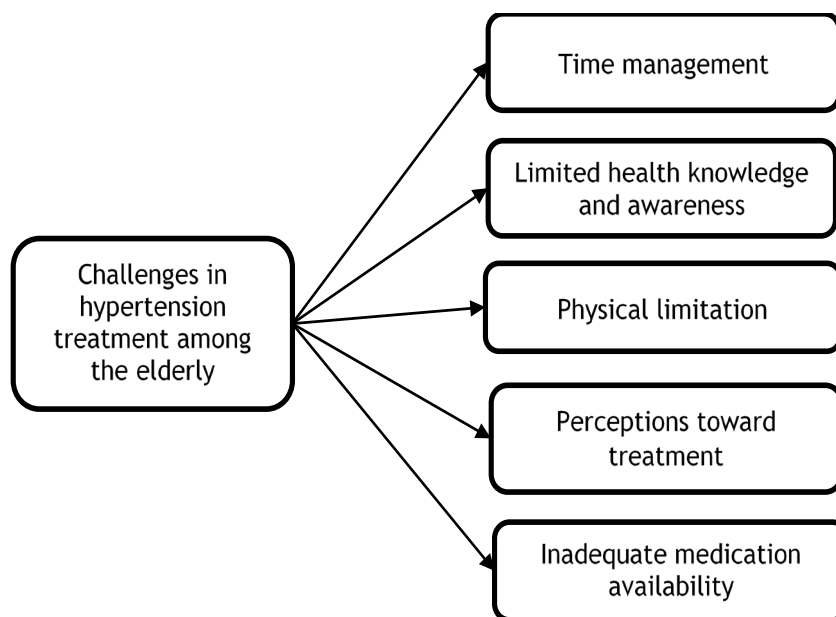 Time management
Limited health knowledge
and awareness
Challenges in
hypertension
treatment among
the elderly
Physical limitation
Perceptions toward
treatment
Inadequate medication
availability